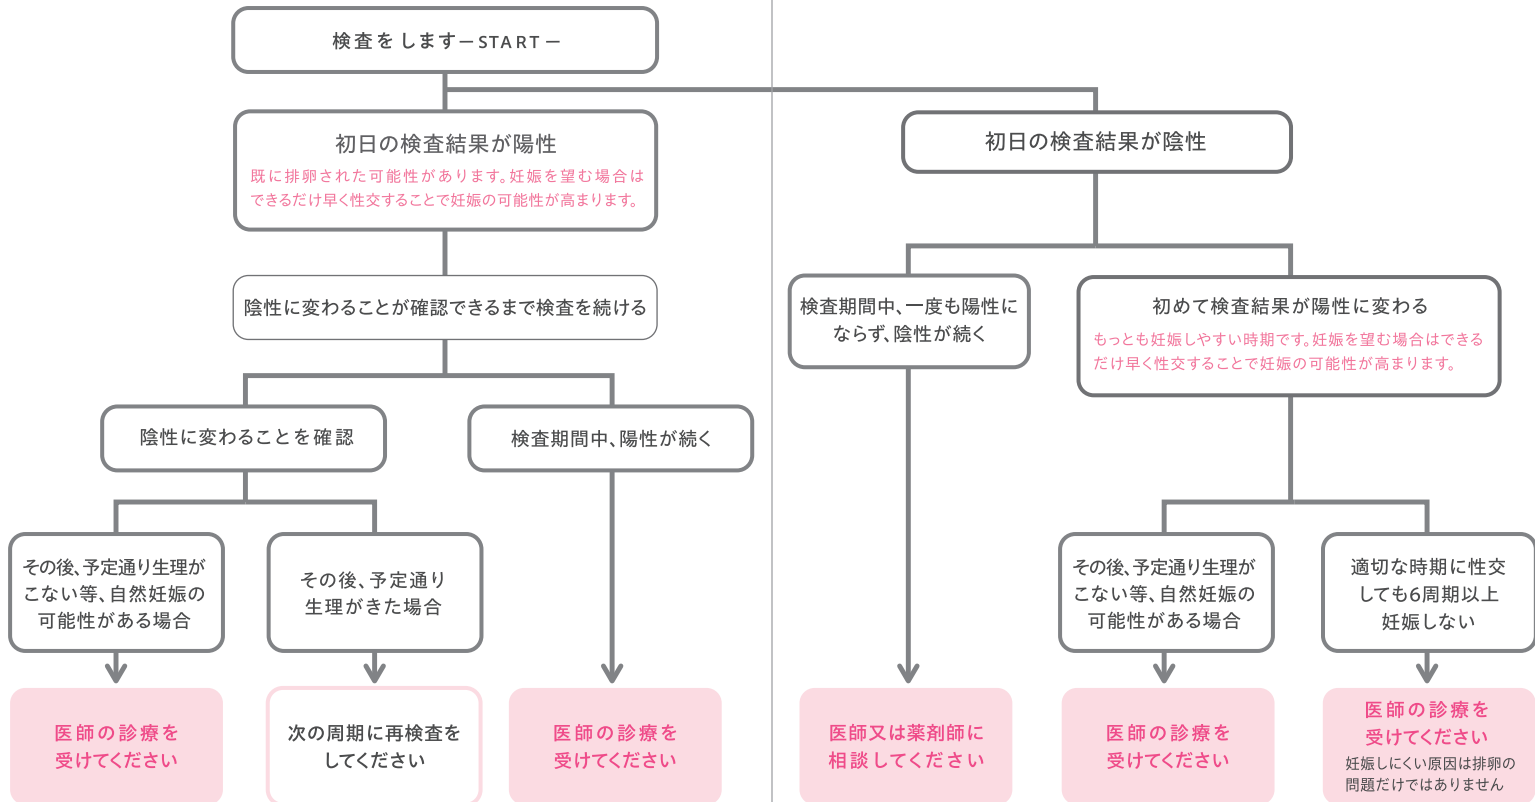 検査をします－START－
初日の検査結果が陽性
既に排卵された可能性があります。妊娠を望む場合は
できるだけ早く性交することで妊娠の可能性が高まります。
陰性に変わることが確認できるまで検査を続ける
陰性に変わることを確認
検査期間中、陽性が続く
その後、予定通り生理が
こない等、自然妊娠の
可能性がある場合
その後、予定通り
生理がきた場合
医師の診療を
受けてください
次の周期に再検査を
してください
医師の診療を
受けてください
初日の検査結果が陰性
検査期間中、一度も陽性に
ならず、陰性が続く
初めて検査結果が陽性に変わる
もっとも妊娠しやすい時期です。妊娠を望む場合はできる
だけ早く性交することで妊娠の可能性が高まります。
その後、予定通り生理が
こない等、自然妊娠の
可能性がある場合
適切な時期に性交
しても6周期以上
妊娠しない
医師又は薬剤師に
相談してください
医師の診療を
受けてください
医師の診療を
受けてください
妊娠しにくい原因は排卵の
問題だけではありません